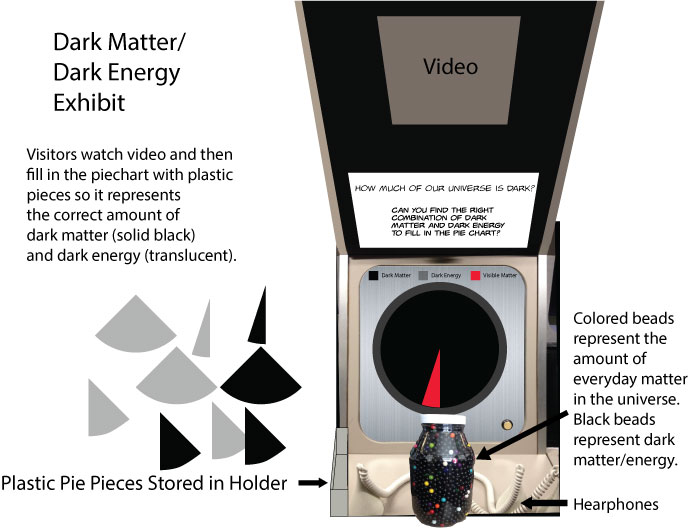 Dark Matter/
Dark Energy
Exhibit
Visitors watch video and then
fill in the piechart with plastic
pieces so it represents
the correct amount of
dark matter (solid black)
and dark energy (translucent).
Video
HOW MUCH OF OUR UNIVERSE IS DARK?
CAN YOU FIND THE RIGHT
COMBINATION OF DARK
MATTER AND DARK ENERGY
TO FILL IN THE PIE CHART?
Dark Matter Dark Energy Visible Matter
Colored beads
represent the
amount of
everyday matter
in the universe.
Black beads
represent dark
matter/energy.
Plastic Pie Pieces Stored in Holder
Hearphones